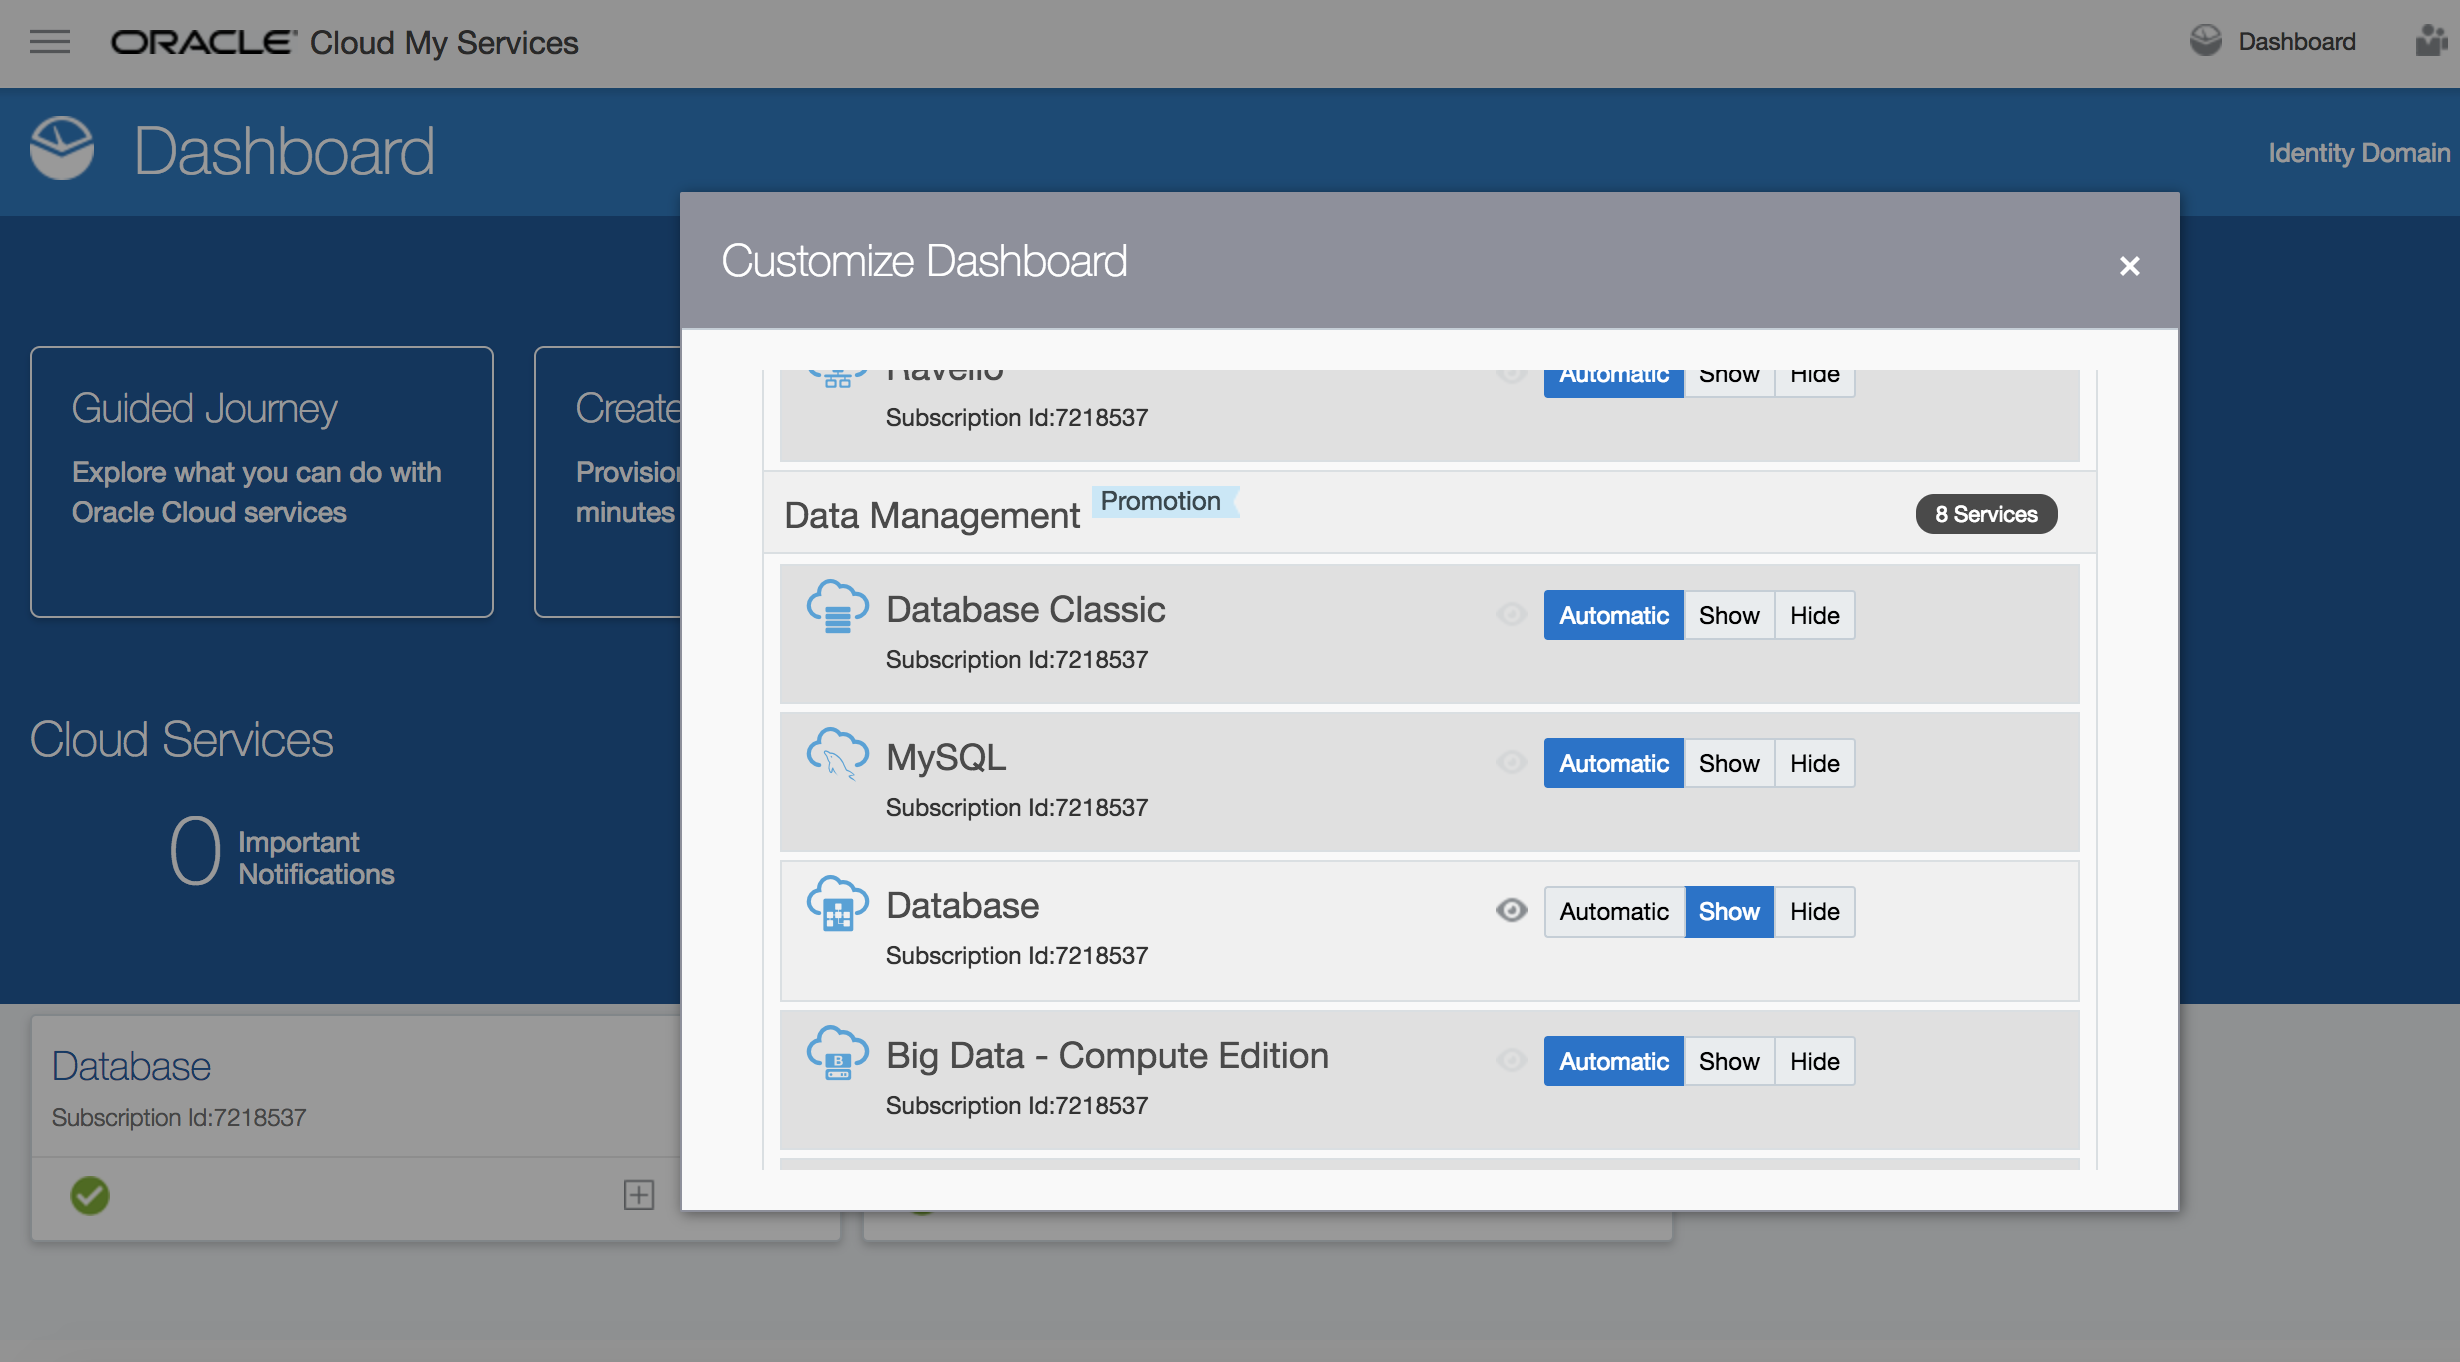 ORACLE® Cloud My Services
Dashboard
Dashboard
Identity Domain
Guided Journey
Explore what you can do with
Oracle Cloud services
Create
Provision
minutes
Cloud Services
0 Important
Notifications
Database
Subscription Id:7218537
Customize Dashboard
Ravello
Automatic Show Hide
Subscription Id:7218537
Data Management Promotion
8 Services
Database Classic
Automatic Show Hide
Subscription Id:7218537
MySQL
Automatic Show Hide
Subscription Id:7218537
Database
Automatic Show Hide
Subscription Id:7218537
Big Data - Compute Edition
Automatic Show Hide
Subscription Id:7218537